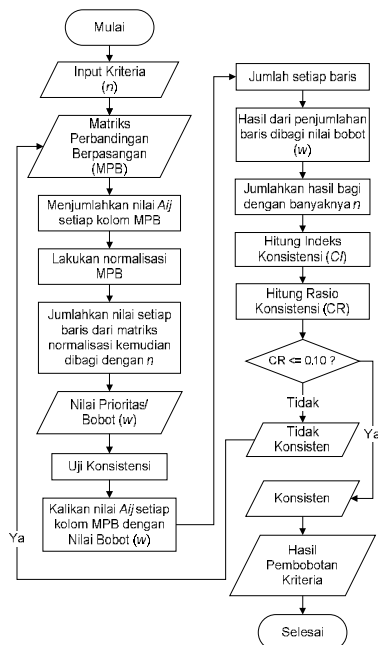 Mulai
Input Kriteria
(n)
Matriks
Perbandingan
Berpasangan
(MPB)
Menjumlahkan nilai Aij
setiap kolom MPB
Lakukan normalisasi
MPB
Jumlahkan nilai setiap
baris dari matriks
normalisasi kemudian
dibagi dengan n
Nilai Prioritas/
Bobot (w)
Uji Konsistensi
Kalikan nilai Aij setiap
kolom MPB dengan
Nilai Bobot (w)
Ya
Jumlah setiap baris
Hasil dari penjumlahan
baris dibagi nilai bobot
(w)
Jumlahkan hasil bagi
dengan banyaknya n
Hitung Indeks
Konsistensi (CI)
Hitung Rasio
Konsistensi (CR)
CR <= 0,10 ?
Tidak
Tidak
Konsisten
Ya
Konsisten
Hasil
Pembobotan
Kriteria
Selesai